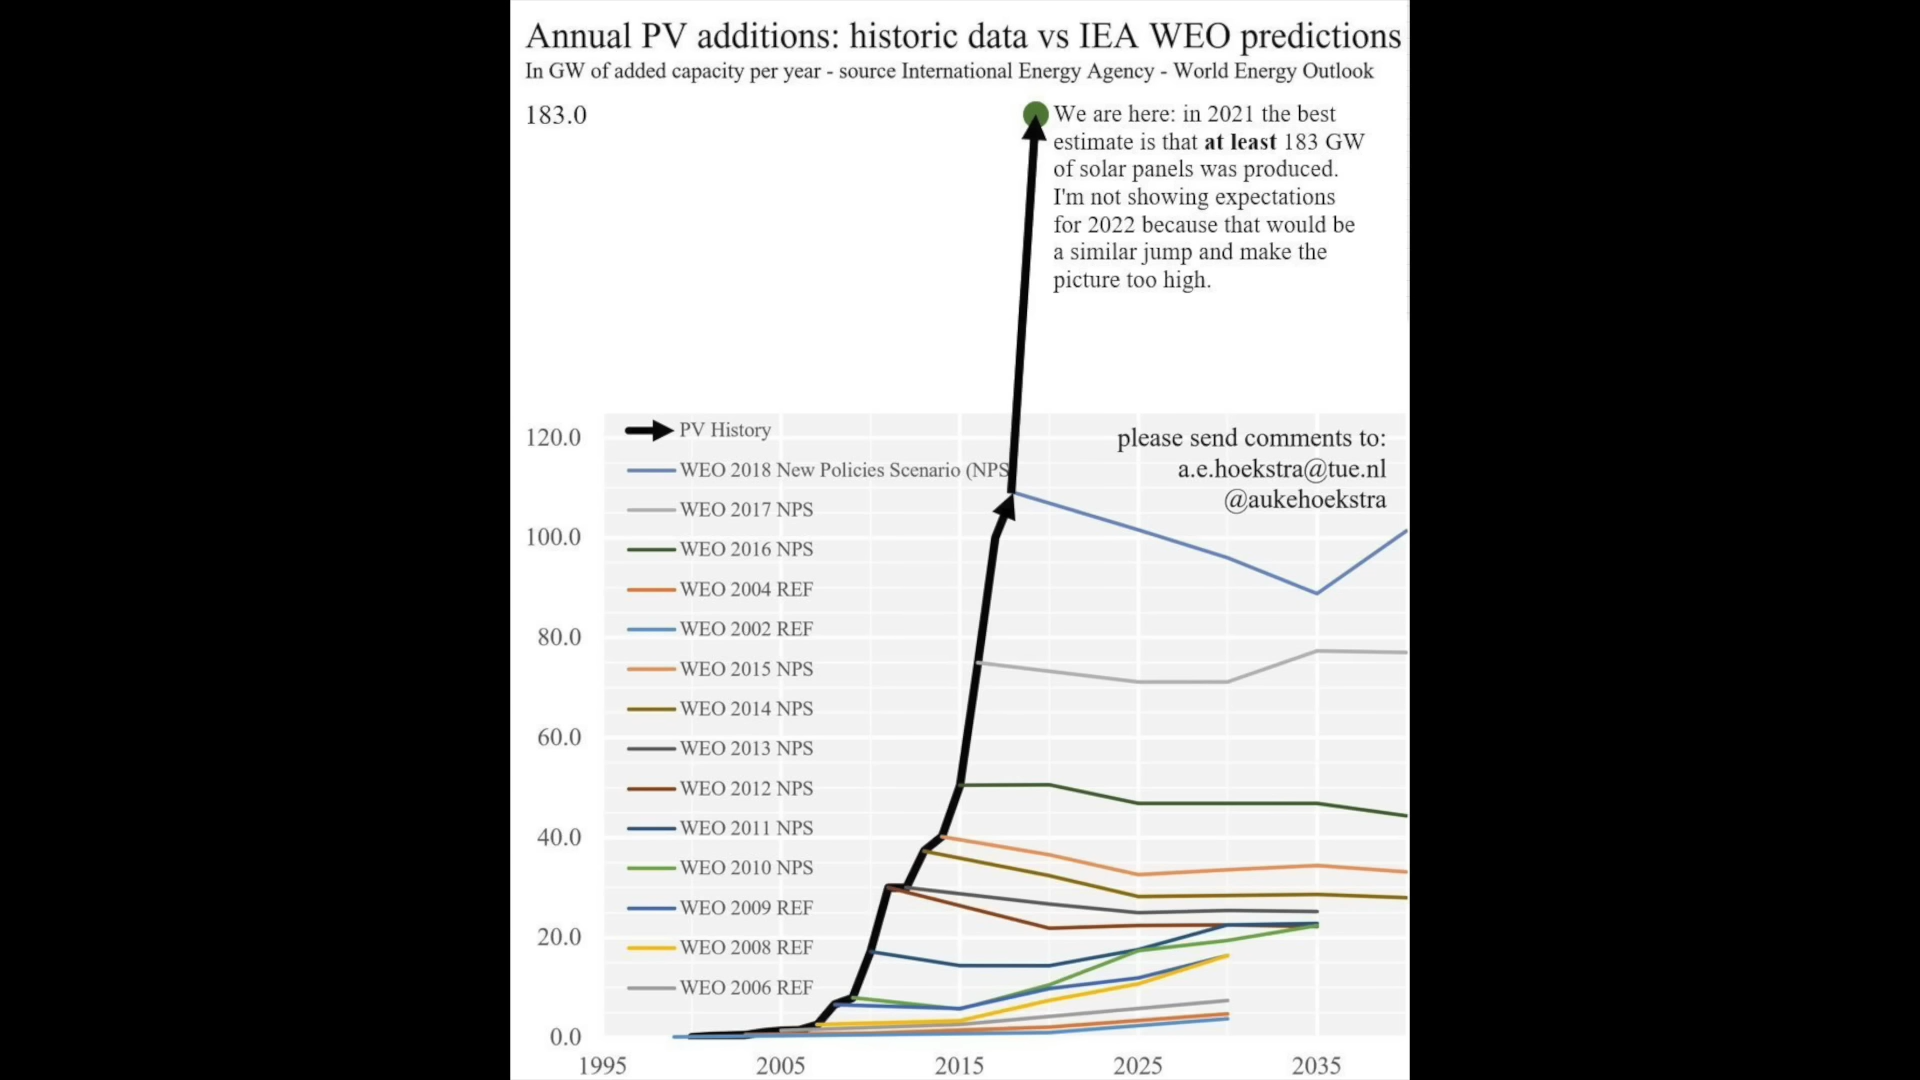 Annual PV additions: historic data vs IEA WEO predictions
In GW of added capacity per year - source International Energy Agency - World Energy Outlook
183.0
We are here: in 2021 the best
estimate is that at least 183 GW
of solar panels was produced.
I'm not showing expectations
for 2022 because that would be
a similar jump and make the
picture too high.
120.0
100.0
80.0
60.0
40.0
20.0
0.0
PV History
WEO 2018 New Policies Scenario (NPS
WEO 2017 NPS
WEO 2016 NPS
WEO 2004 REF
WEO 2002 REF
WEO 2015 NPS
WEO 2014 NPS
WEO 2013 NPS
WEO 2012 NPS
WEO 2011 NPS
WEO 2010 NPS
WEO 2009 REF
WEO 2008 REF
WEO 2006 REF
please send comments to:
a.e.hoekstra@tue.nl
@aukehoekstra
1995 2005 2015 2025 2035